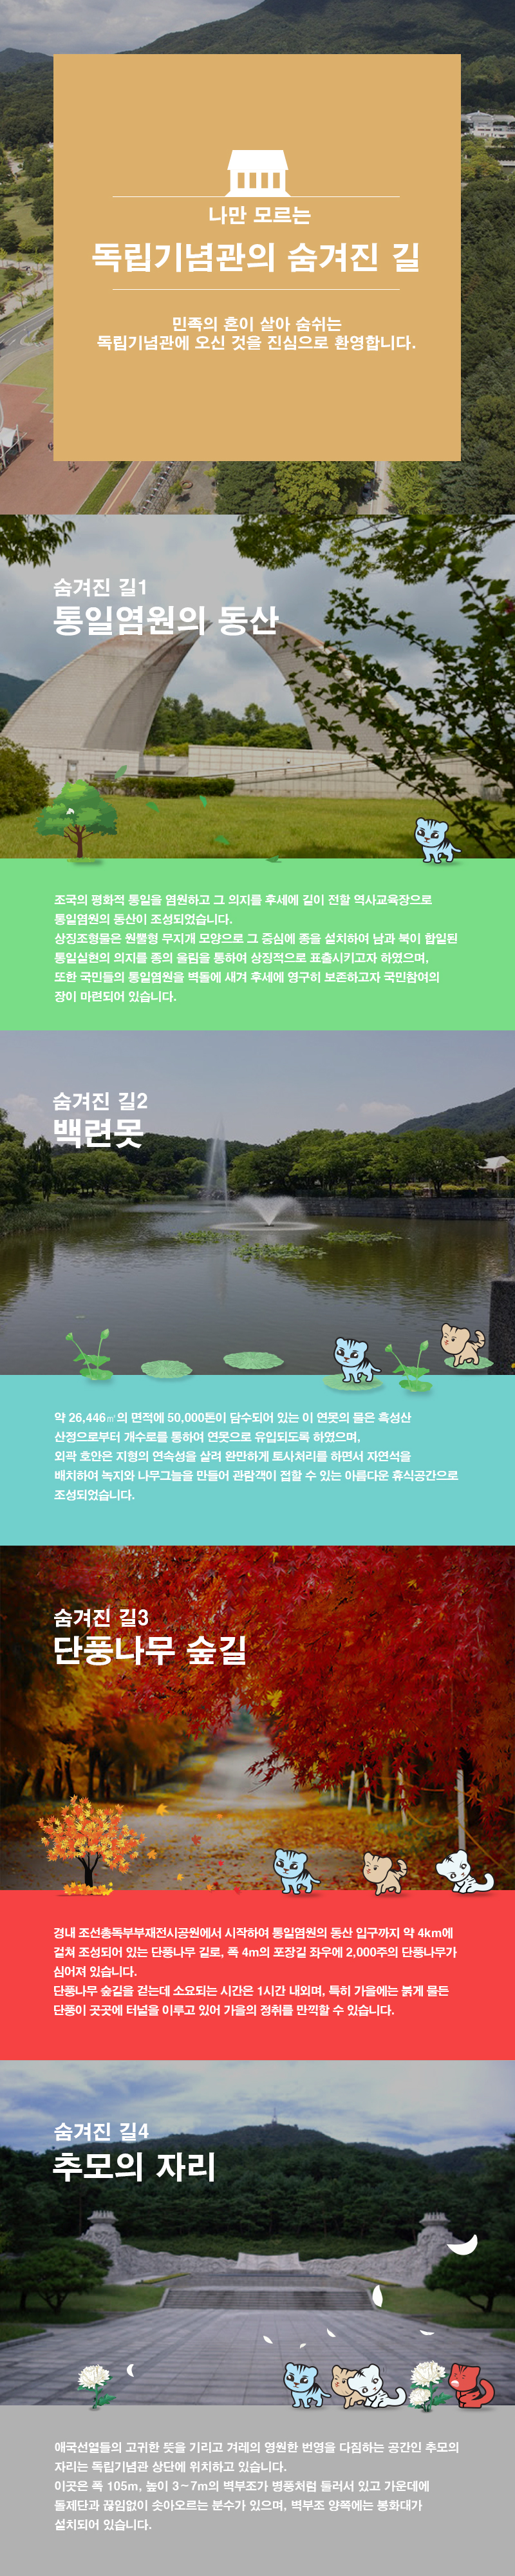 나만 모르는
독립기념관의 숨겨진 길
민족의 혼이 살아 숨쉬는
독립기념관에 오신 것을 진심으로 환영합니다.
숨겨진 길1
통일염원의 동산
조국의 평화적 통일을 염원하고 그 의지를 후세에 길이 전할 역사교육장으로
통일염원의 동산이 조성되었습니다.
상징조형물은 원뿔형 무지개 모양으로 그 중심에 종을 설치하여 남과 북이 합일된
통일실현의 의지를 종의 울림을 통하여 상징적으로 표출시키고자 하였으며,
또한 국민들의 통일염원을 벽돌에 새겨 후세에 영구히 보존하고자 국민참여의
장이 마련되어 있습니다.
숨겨진 길2
백련못
약 26,446㎡의 면적에 50,000톤이 담수되어 있는 이 연못의 물은 흑성산
산정으로부터 개수로를 통하여 연못으로 유입되도록 하였으며,
외곽 호안은 지형의 연속성을 살려 완만하게 토사처리를 하면서 자연석을
배치하여 녹지와 나무그늘을 만들어 관람객이 접할 수 있는 아름다운 휴식공간으로
조성되었습니다.
숨겨진 길3
단풍나무 숲길
경내 조선총독부부재전시공원에서 시작하여 통일염원의 동산 입구까지 약 4km에
걸쳐 조성되어 있는 단풍나무 길로, 폭 4m의 포장길 좌우에 2,000주의 단풍나무가
심어져 있습니다.
단풍나무 숲길을 걷는데 소요되는 시간은 1시간 내외며, 특히 가을에는 붉게 물든
단풍이 곳곳에 터널을 이루고 있어 가을의 정취를 만끽할 수 있습니다.
숨겨진 길4
추모의 자리
애국선열들의 고귀한 뜻을 기리고 겨레의 영원한 번영을 다짐하는 공간인 추모의
자리는 독립기념관 상단에 위치하고 있습니다.
이곳은 폭 105m, 높이 3~7m의 벽부조가 병풍처럼 둘러서 있고 가운데에
돌제단과 끊임없이 솟아오르는 분수가 있으며, 벽부조 양쪽에는 봉화대가
설치되어 있습니다.